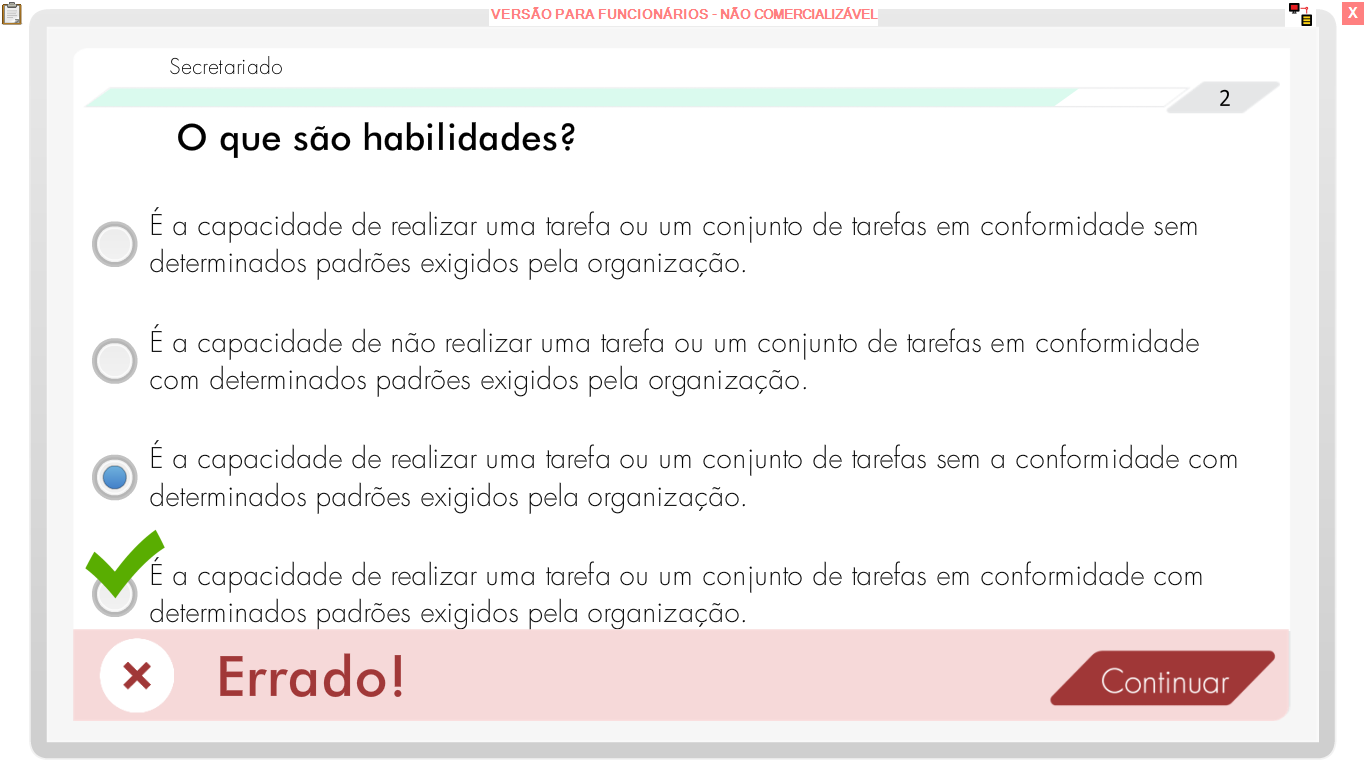 VERSÃO PARA FUNCIONÁRIOS - NÃO COMERCIALIZÁVEL
X
Secretariado
2
O que são habilidades?
É a capacidade de realizar uma tarefa ou um conjunto de tarefas em conformidade sem
determinados padrões exigidos pela organização.
É a capacidade de não realizar uma tarefa ou um conjunto de tarefas em conformidade
com determinados padrões exigidos pela organização.
É a capacidade de realizar uma tarefa ou um conjunto de tarefas sem a conformidade com
determinados padrões exigidos pela organização.
É a capacidade de realizar uma tarefa ou um conjunto de tarefas em conformidade com
determinados padrões exigidos pela organização.
Errado!
Continuar